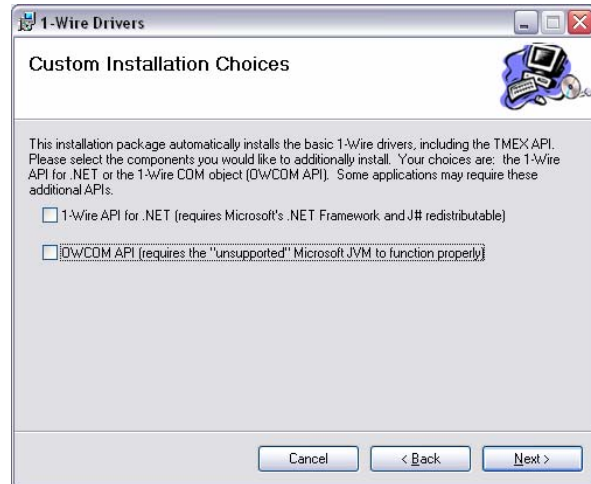 1-Wire Drivers
Custom Installation Choices
This installation package automatically installs the basic 1-Wire drivers, including the TMEX API.
Please select the components you would like to additionally install. Your choices are: the 1-Wire
API for .NET or the 1-Wire COM object (OWCOM API). Some applications may require these
additional APIs.
1-Wire API for .NET (requires Microsoft's .NET Framework and J# redistributable)
OWCOM API (requires the "unsupported" Microsoft JVM to function properly)
Cancel
< Back
Next >